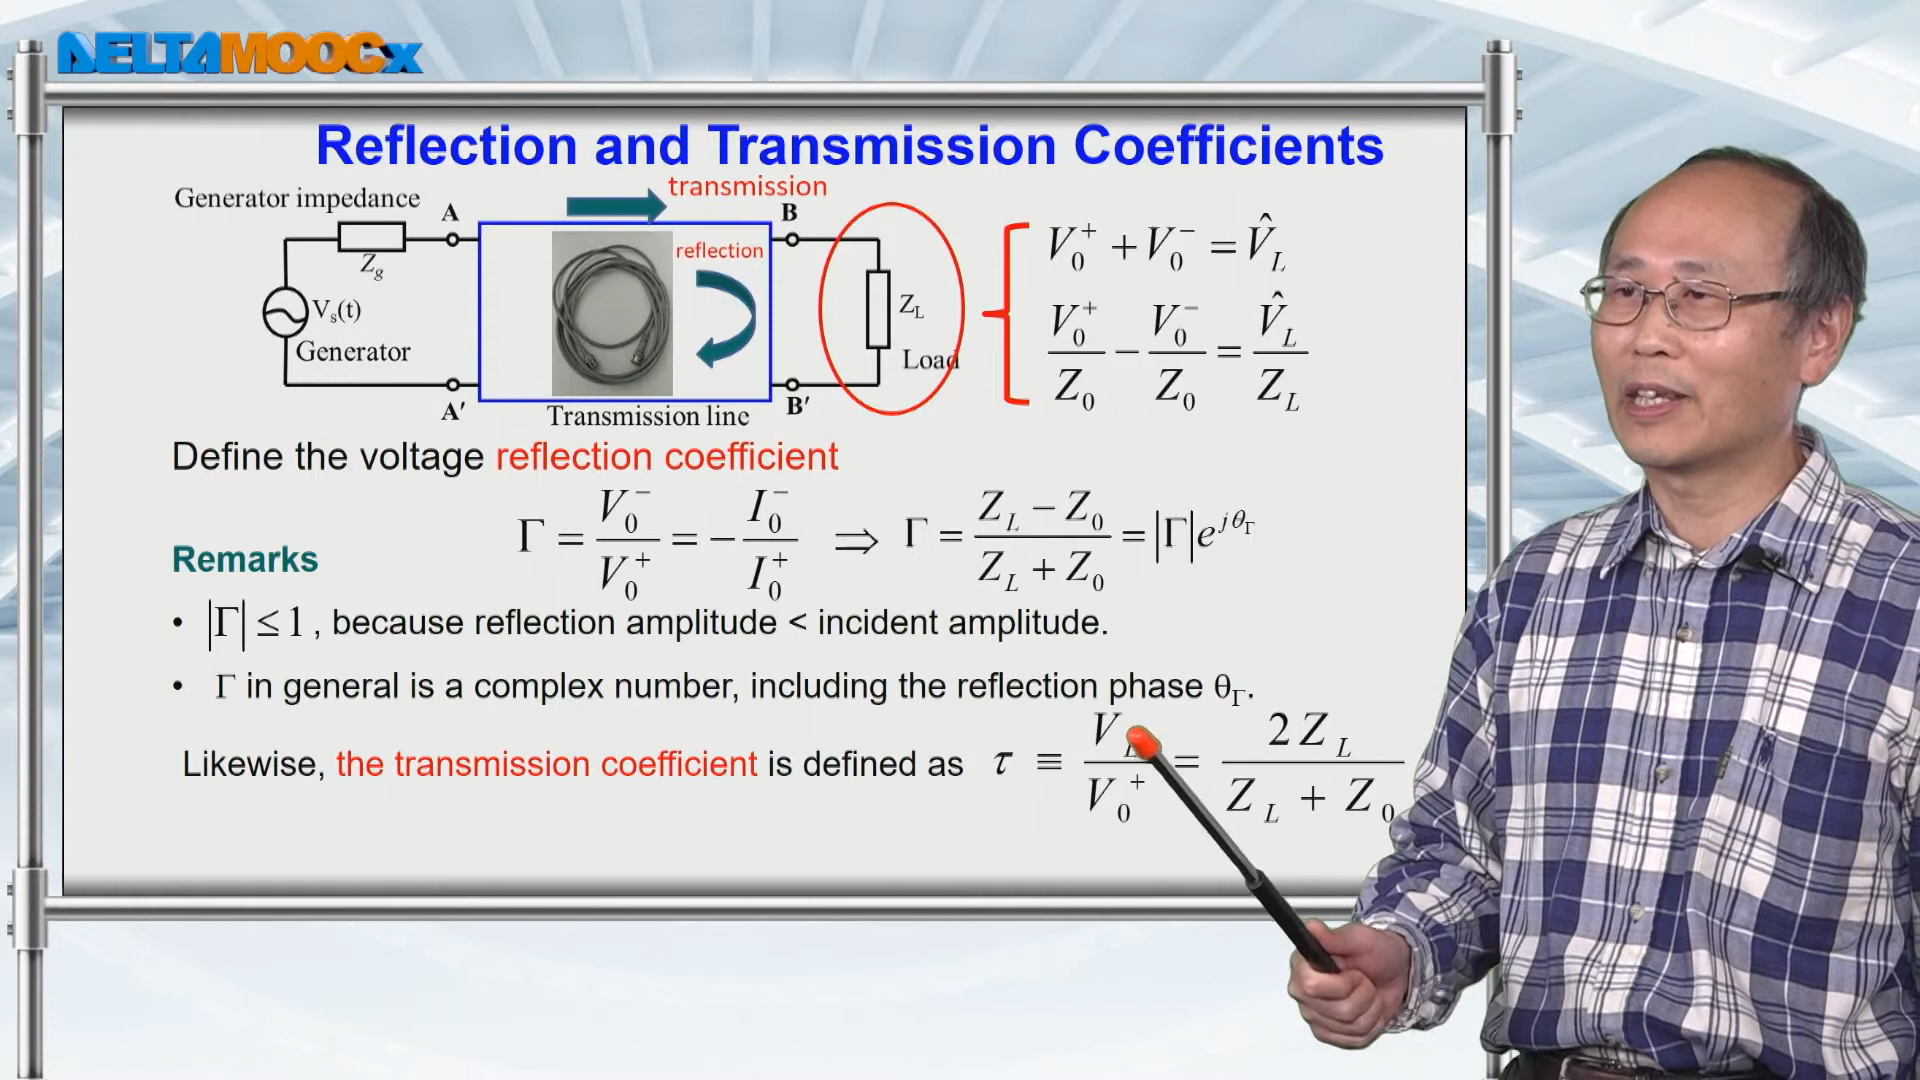 DELTAMOOCx
Reflection and Transmission Coefficients
Generator impedance
A
transmission
B
Z_g
reflection
V_s(t)
Generator
Z_L
Load
A'
B'
Transmission line
V_0^+ + V_0^- = V̂_L
V_0^+ / Z_0 − V_0^- / Z_0 = V̂_L / Z_L
Define the voltage reflection coefficient
Γ = V_0^- / V_0^+ = − I_0^- / I_0^+ ⇒ Γ = (Z_L − Z_0) / (Z_L + Z_0) = |Γ|e^{jθ_Γ}
Remarks
• |Γ| ≤ 1 , because reflection amplitude < incident amplitude.
• Γ in general is a complex number, including the reflection phase θ_Γ.
Likewise, the transmission coefficient is defined as τ ≡ V_L / V_0^+ = 2 Z_L / (Z_L + Z_0)